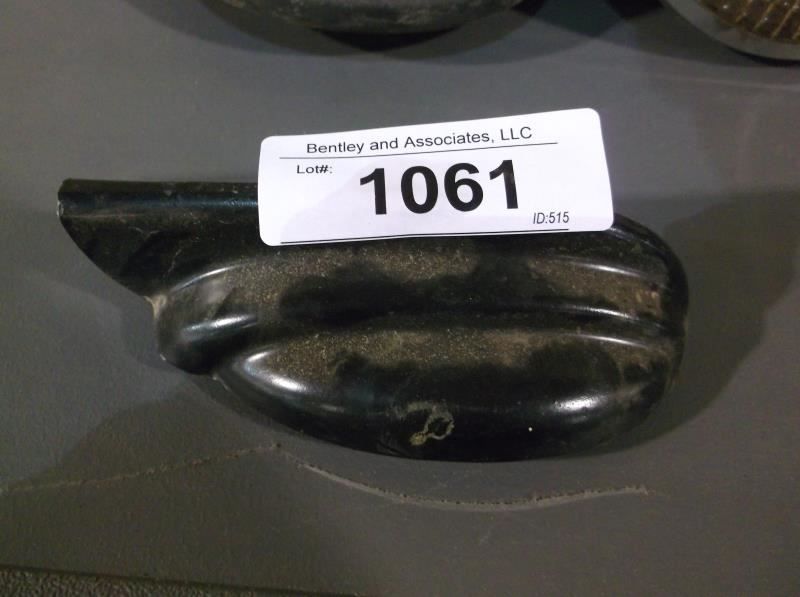 Bentley and Associates, LLC
Lot#:
1061
ID:515